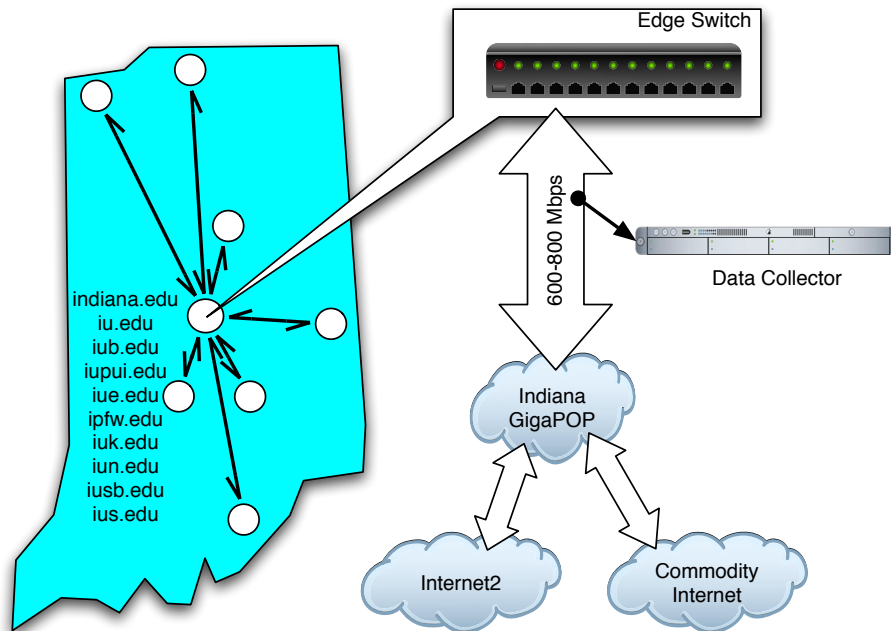 Edge Switch
600-800 Mbps
Data Collector
indiana.edu
iu.edu
iub.edu
iupui.edu
iue.edu
ipfw.edu
iuk.edu
iun.edu
iusb.edu
ius.edu
Indiana
GigaPOP
Internet2
Commodity
Internet